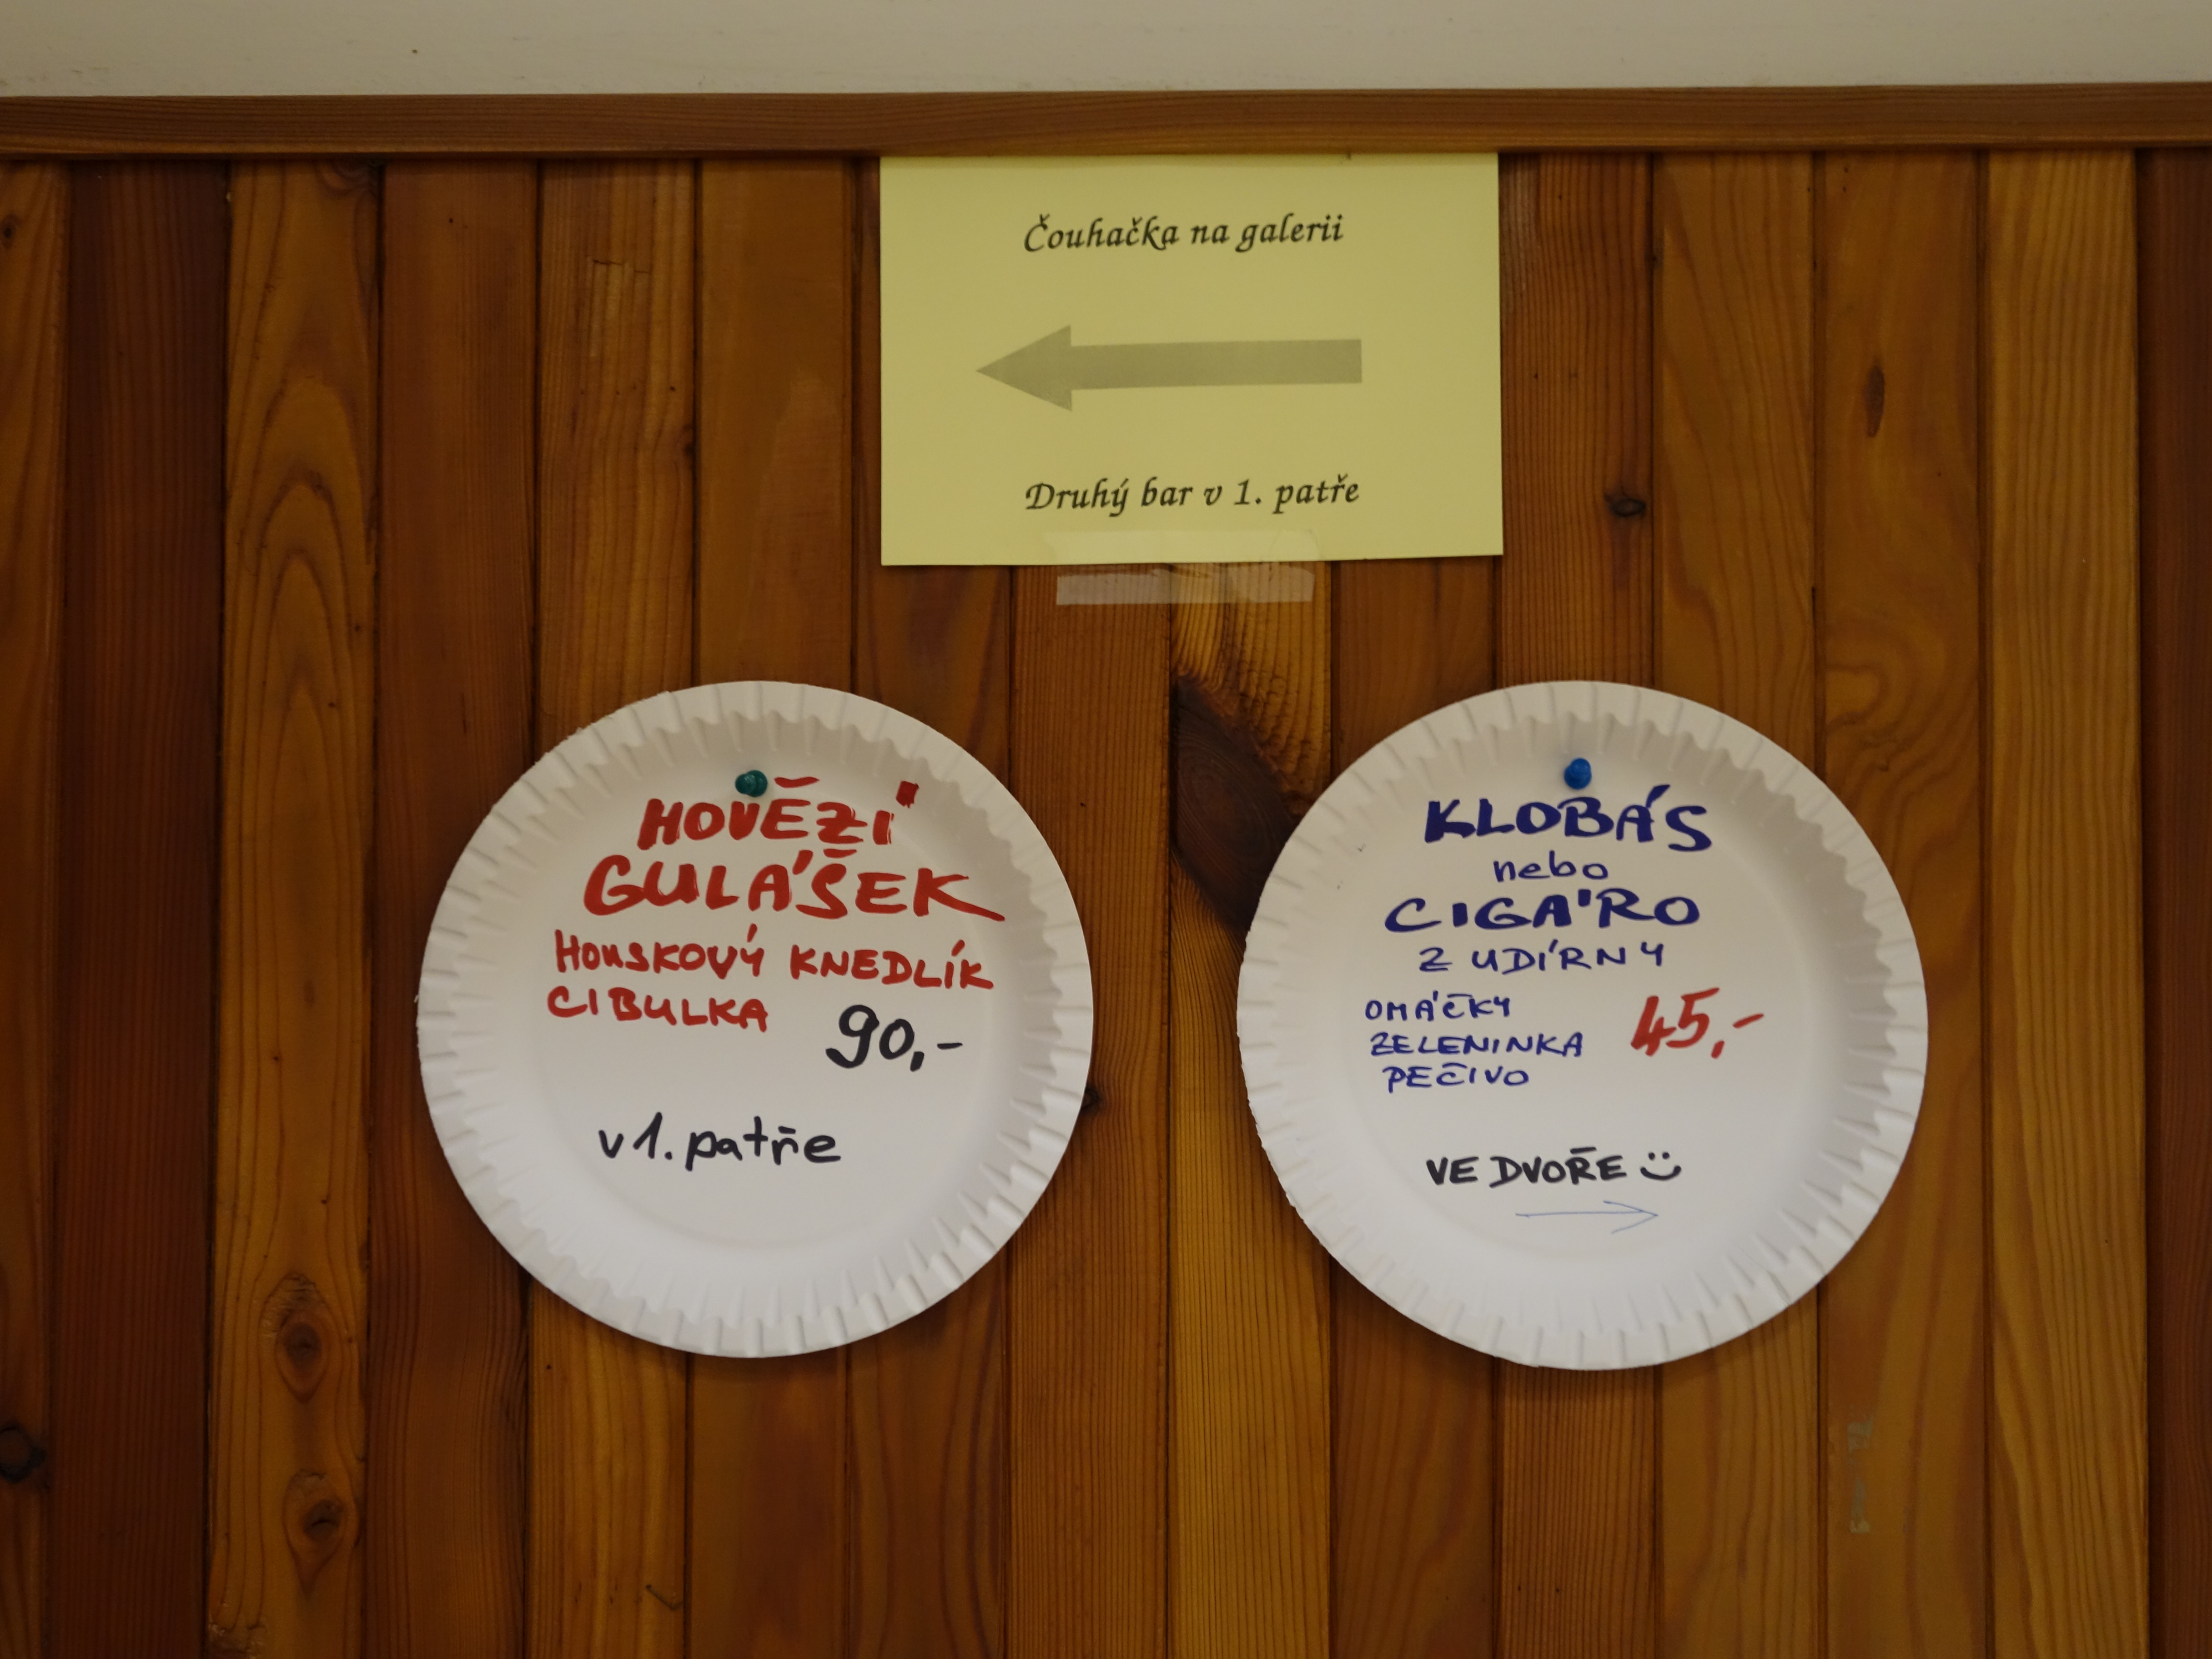 Čouhačka na galerii
Druhý bar v 1. patře
HOVĚZÍ
GULÁŠEK
HOUSKOVÝ KNEDLÍK
CIBULKA
90,-
v 1. patře
KLOBÁS
nebo
CIGÁRO
Z UDÍRNY
OMÁČKY
ZELENINKA
45,-
PEČIVO
VE DVOŘE